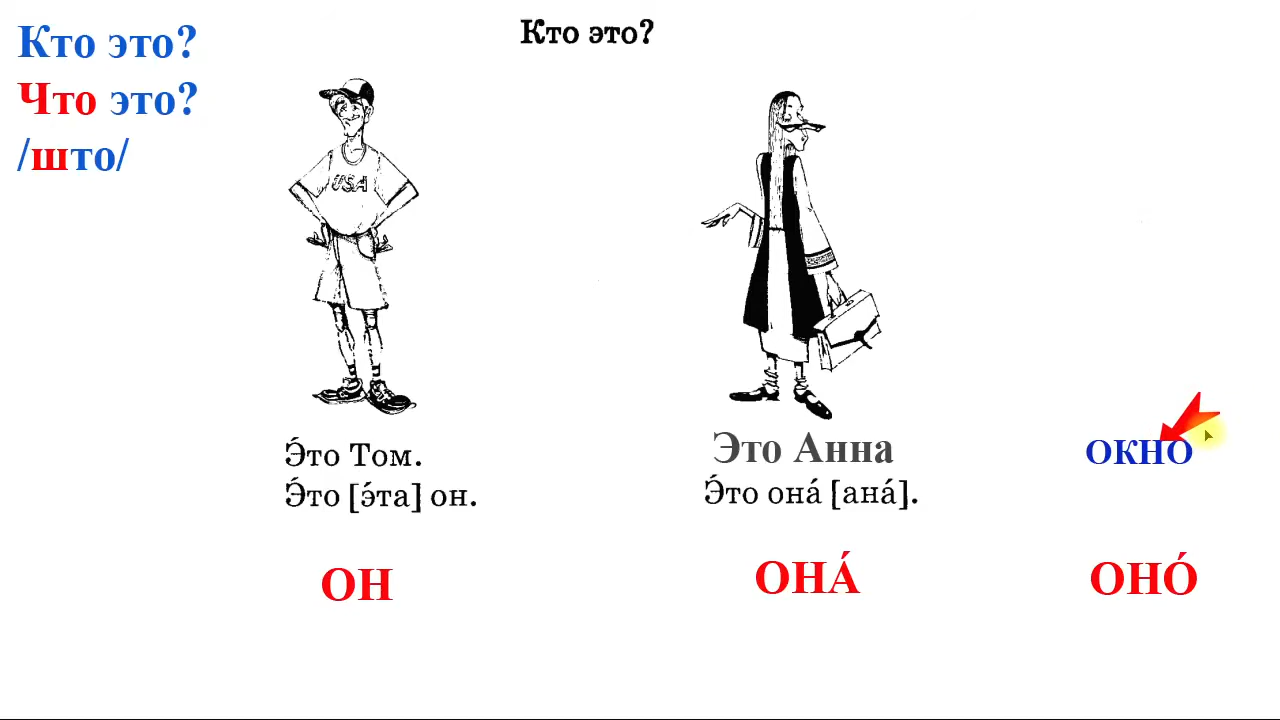 Кто это?
Что это?
/што/
Кто это?
USA
Э́то Том.
Э́то [э́та] он.
Это Анна
Э́то она́ [ана́].
ОКНО
ОН
ОНА́
ОНО́